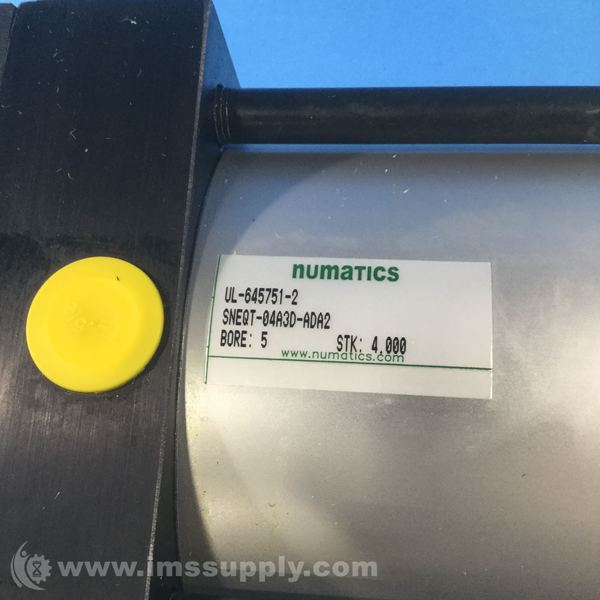 numatics
UL-645751-2
SNEQT-04A3D-ADA2
BORE: 5 STK: 4.000
www.numatics.com
www.imssupply.com